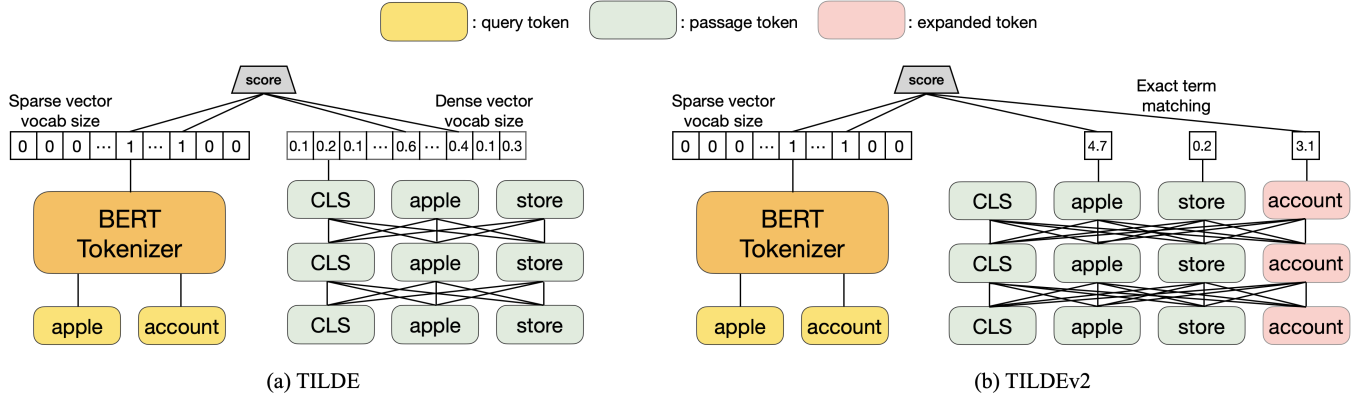 : query token
: passage token
: expanded token
score
Sparse vector
vocab size
Dense vector
vocab size
0 0 0 ... 1 ... 1 0 0
0.1 0.2 0.1 ... 0.6 ... 0.4 0.1 0.3
BERT
Tokenizer
apple account
CLS apple store
CLS apple store
CLS apple store
(a) TILDE
score
Sparse vector
vocab size
Exact term
matching
0 0 0 ... 1 ... 1 0 0
4.7 0.2 3.1
BERT
Tokenizer
apple account
CLS apple store account
CLS apple store account
CLS apple store account
(b) TILDEv2